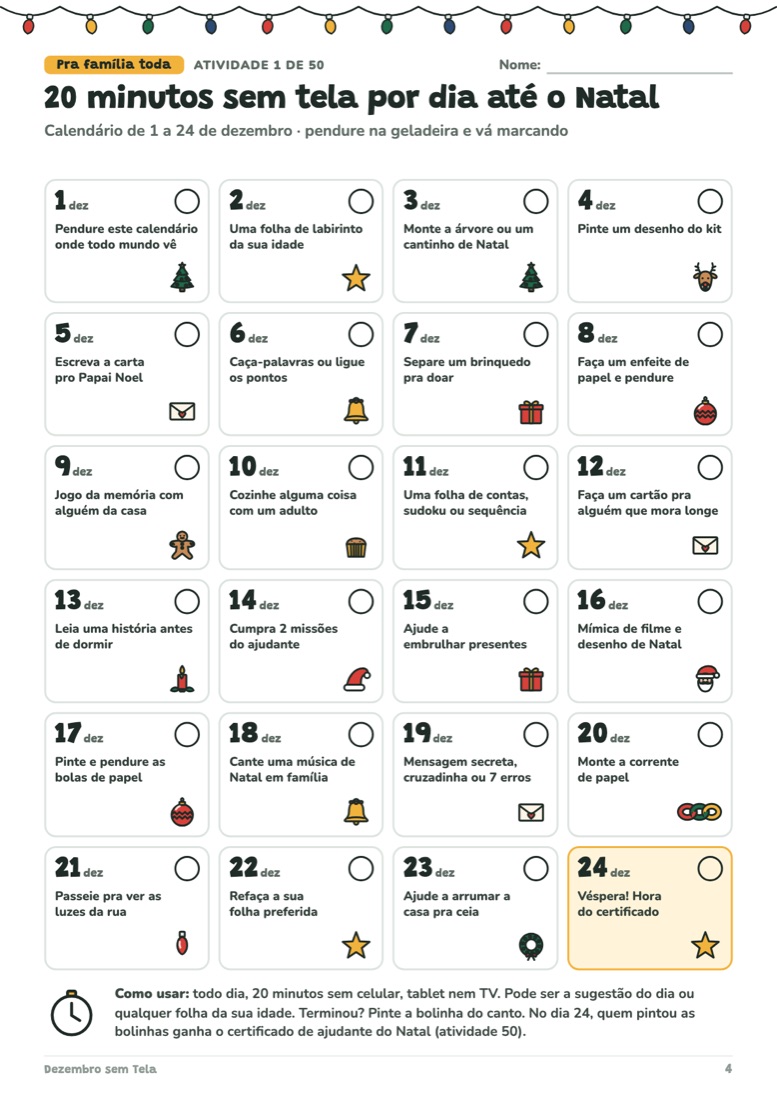 Pra família toda ATIVIDADE 1 DE 50 Nome:
20 minutos sem tela por dia até o Natal
Calendário de 1 a 24 de dezembro · pendure na geladeira e vá marcando
1 dez
Pendure este calendário
onde todo mundo vê
2 dez
Uma folha de labirinto
da sua idade
3 dez
Monte a árvore ou um
cantinho de Natal
4 dez
Pinte um desenho do kit
5 dez
Escreva a carta
pro Papai Noel
6 dez
Caça-palavras ou ligue
os pontos
7 dez
Separe um brinquedo
pra doar
8 dez
Faça um enfeite de
papel e pendure
9 dez
Jogo da memória com
alguém da casa
10 dez
Cozinhe alguma coisa
com um adulto
11 dez
Uma folha de contas,
sudoku ou sequência
12 dez
Faça um cartão pra
alguém que mora longe
13 dez
Leia uma história antes
de dormir
14 dez
Cumpra 2 missões
do ajudante
15 dez
Ajude a
embrulhar presentes
16 dez
Mímica de filme e
desenho de Natal
17 dez
Pinte e pendure as
bolas de papel
18 dez
Cante uma música de
Natal em família
19 dez
Mensagem secreta,
cruzadinha ou 7 erros
20 dez
Monte a corrente
de papel
21 dez
Passeie pra ver as
luzes da rua
22 dez
Refaça a sua
folha preferida
23 dez
Ajude a arrumar a
casa pra ceia
24 dez
Véspera! Hora
do certificado
Como usar: todo dia, 20 minutos sem celular, tablet nem TV. Pode ser a sugestão do dia ou
qualquer folha da sua idade. Terminou? Pinte a bolinha do canto. No dia 24, quem pintou as
bolinhas ganha o certificado de ajudante do Natal (atividade 50).
Dezembro sem Tela 4